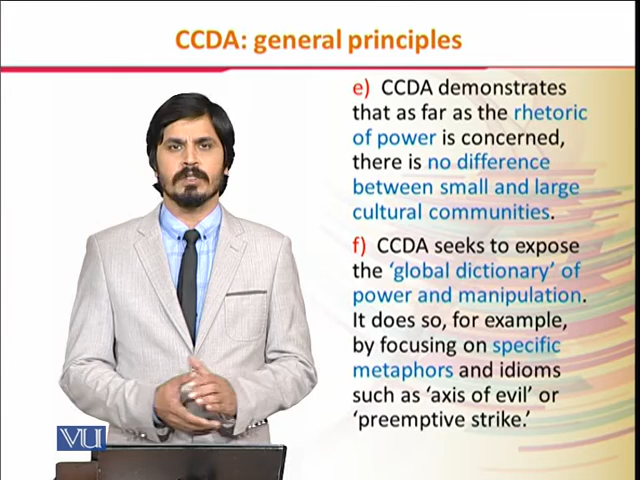 CCDA: general principles
e) CCDA demonstrates
that as far as the rhetoric
of power is concerned,
there is no difference
between small and large
cultural communities.
f) CCDA seeks to expose
the ‘global dictionary’ of
power and manipulation.
It does so, for example,
by focusing on specific
metaphors and idioms
such as ‘axis of evil’ or
‘preemptive strike.’
VU